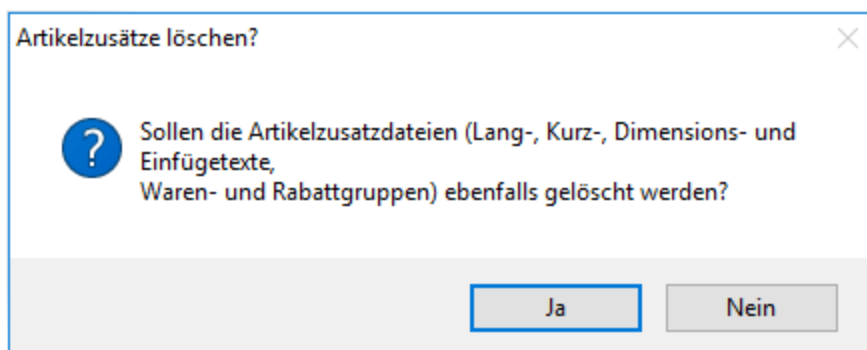 Artikelzusätze löschen?
Sollen die Artikelzusatzdateien (Lang-, Kurz-, Dimensions- und
Einfügetexte,
Waren- und Rabattgruppen) ebenfalls gelöscht werden?
Ja
Nein